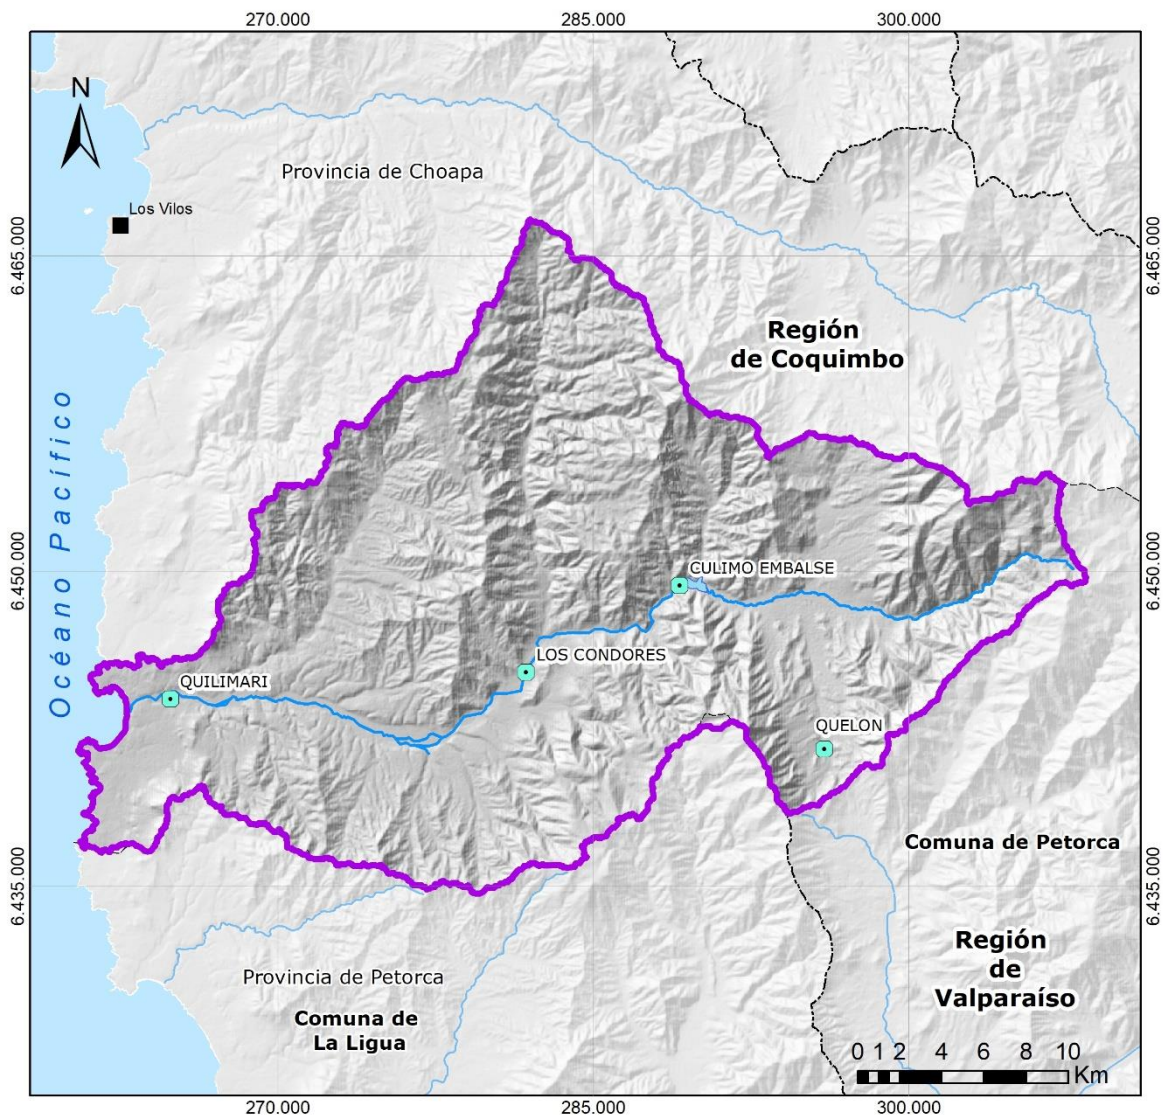 270.000
285.000
300.000
N
Provincia de Choapa
Los Vilos
6.465.000
6.465.000
Región
de Coquimbo
Océano Pacífico
6.450.000
6.450.000
CULIMO EMBALSE
LOS CONDORES
QUILIMARI
QUELON
Comuna de Petorca
6.435.000
6.435.000
Región
de
Valparaíso
Provincia de Petorca
Comuna de
La Ligua
0 1 2 4 6 8 10
Km
270.000
285.000
300.000